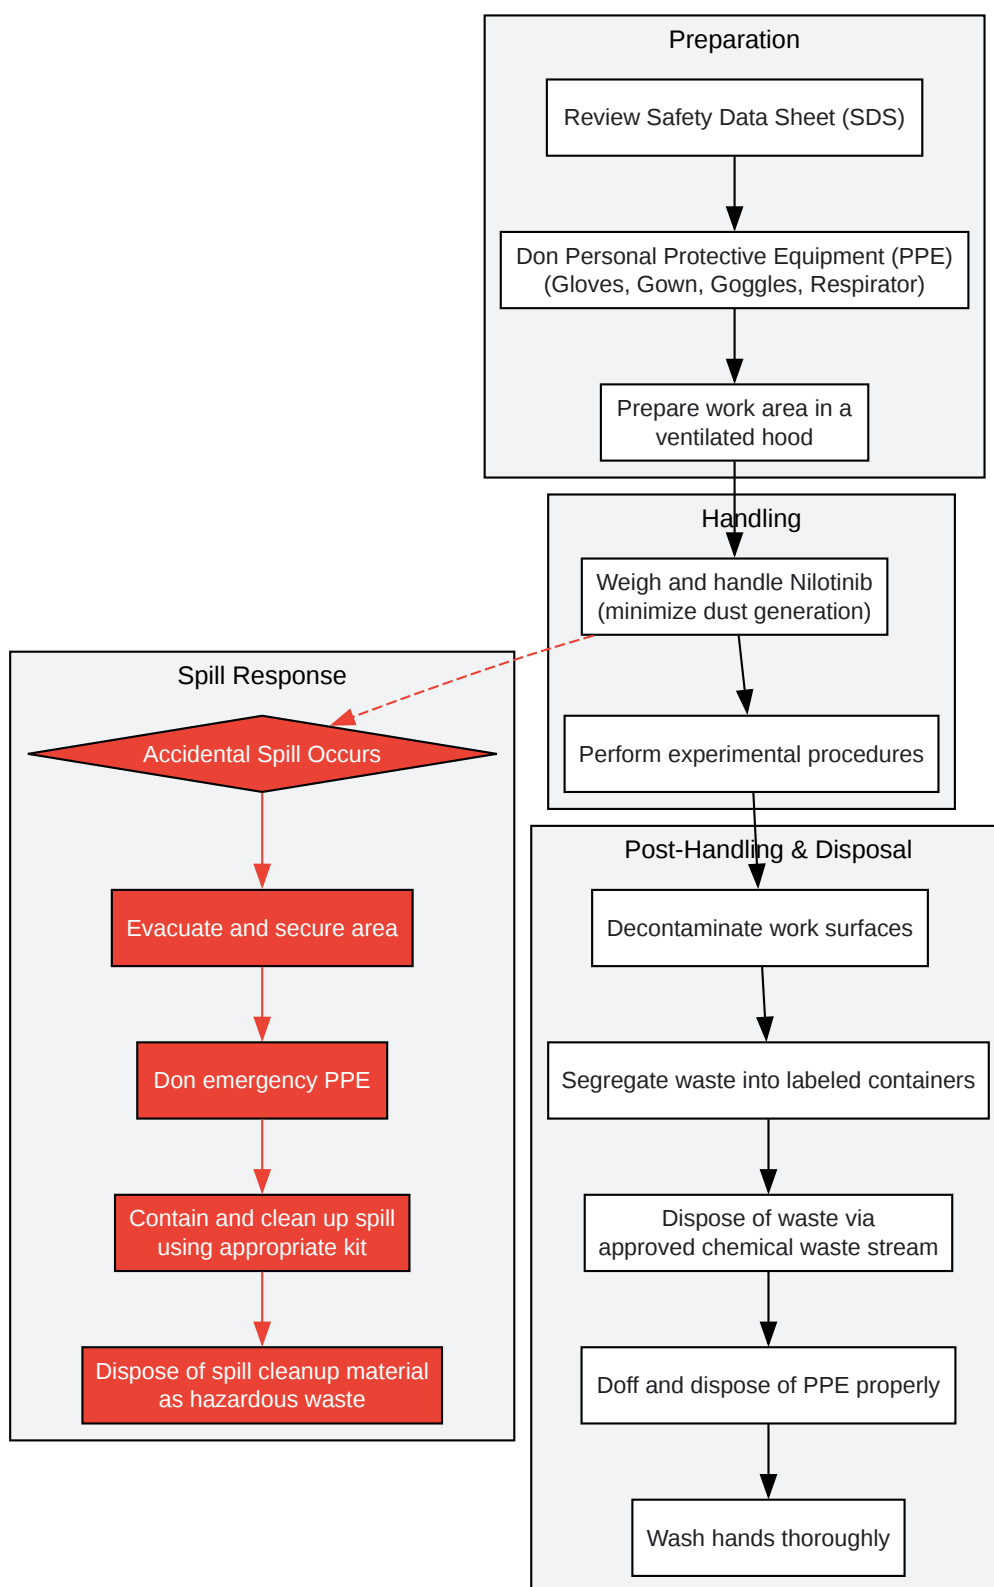 Preparation
Review Safety Data Sheet (SDS)
Don Personal Protective Equipment (PPE)
(Gloves, Gown, Goggles, Respirator)
Prepare work area in a
ventilated hood
Handling
Weigh and handle Nilotinib
(minimize dust generation)
Perform experimental procedures
Spill Response
Accidental Spill Occurs
Evacuate and secure area
Don emergency PPE
Contain and clean up spill
using appropriate kit
Dispose of spill cleanup material
as hazardous waste
Post-Handling & Disposal
Decontaminate work surfaces
Segregate waste into labeled containers
Dispose of waste via
approved chemical waste stream
Doff and dispose of PPE properly
Wash hands thoroughly